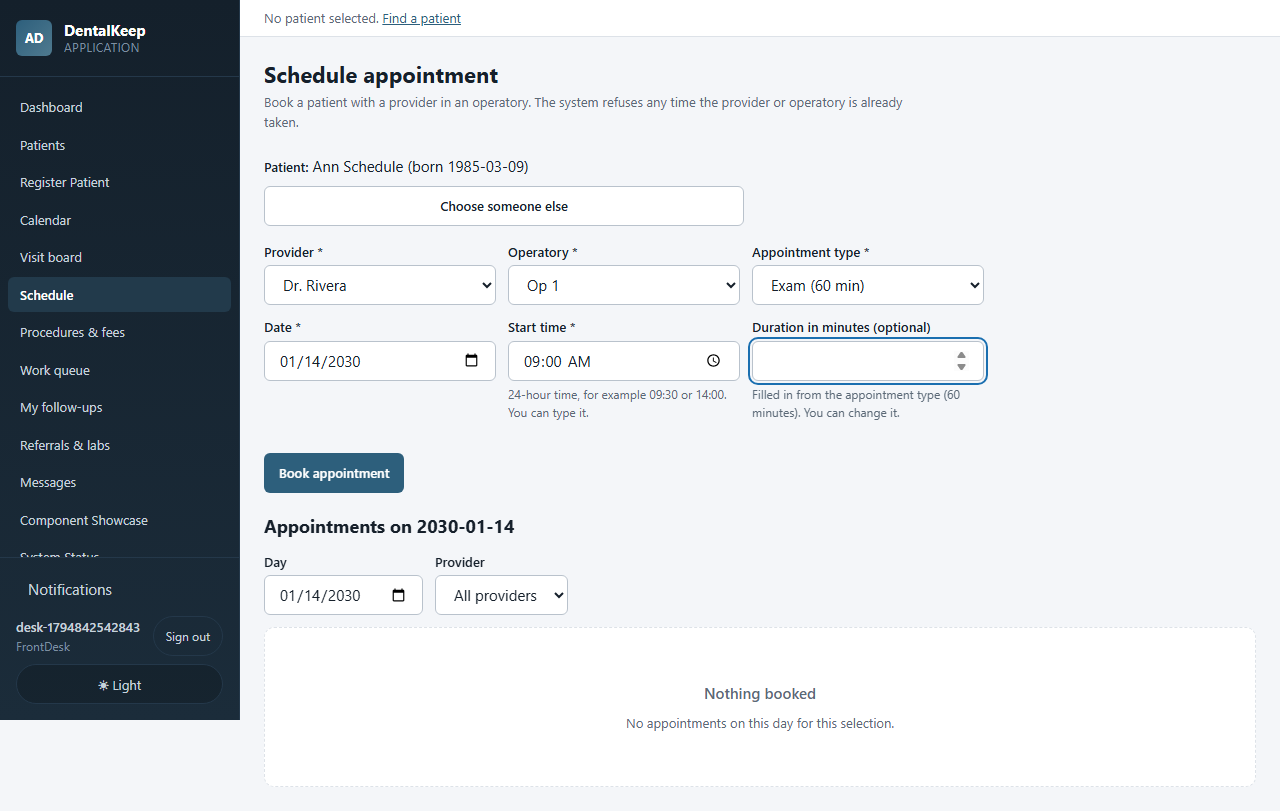 AD
DentalKeep
APPLICATION
Dashboard
Patients
Register Patient
Calendar
Visit board
Schedule
Procedures & fees
Work queue
My follow-ups
Referrals & labs
Messages
Component Showcase
System Status
Notifications
desk-1794842542843
FrontDesk
Sign out
☀ Light
No patient selected. Find a patient
Schedule appointment
Book a patient with a provider in an operatory. The system refuses any time the provider or operatory is already
taken.
Patient: Ann Schedule (born 1985-03-09)
Choose someone else
Provider * Operatory * Appointment type *
Dr. Rivera Op 1 Exam (60 min)
Date * Start time * Duration in minutes (optional)
01/14/2030 09:00 AM
24-hour time, for example 09:30 or 14:00.
You can type it.
Filled in from the appointment type (60
minutes). You can change it.
Book appointment
Appointments on 2030-01-14
Day Provider
01/14/2030 All providers
Nothing booked
No appointments on this day for this selection.